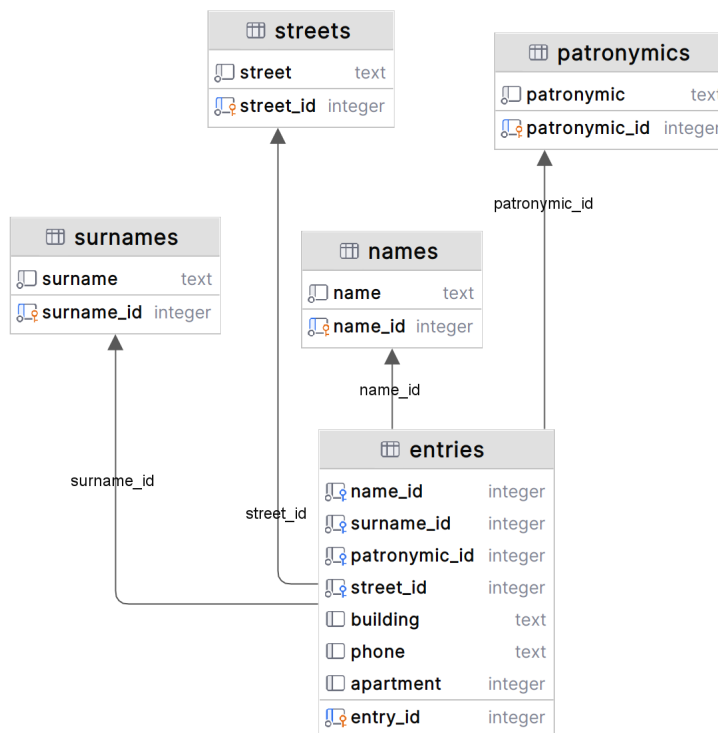 streets
street text
street_id integer
patronymics
patronymic text
patronymic_id integer
patronymic_id
surnames
surname text
surname_id integer
names
name text
name_id integer
name_id
surname_id
street_id
entries
name_id integer
surname_id integer
patronymic_id integer
street_id integer
building text
phone text
apartment integer
entry_id integer